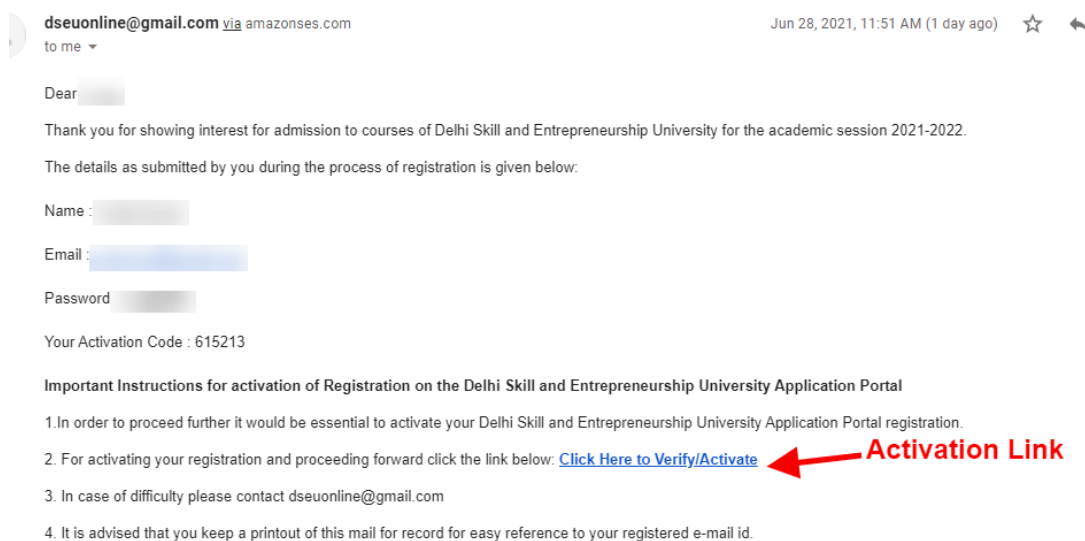 dseuonline@gmail.com via amazonses.com
Jun 28, 2021, 11:51 AM (1 day ago)
to me
Dear
Thank you for showing interest for admission to courses of Delhi Skill and Entrepreneurship University for the academic session 2021-2022.
The details as submitted by you during the process of registration is given below:
Name :
Email :
Password
Your Activation Code : 615213
Important Instructions for activation of Registration on the Delhi Skill and Entrepreneurship University Application Portal
1.In order to proceed further it would be essential to activate your Delhi Skill and Entrepreneurship University Application Portal registration.
2. For activating your registration and proceeding forward click the link below: Click Here to Verify/Activate
Activation Link
3. In case of difficulty please contact dseuonline@gmail.com
4. It is advised that you keep a printout of this mail for record for easy reference to your registered e-mail id.